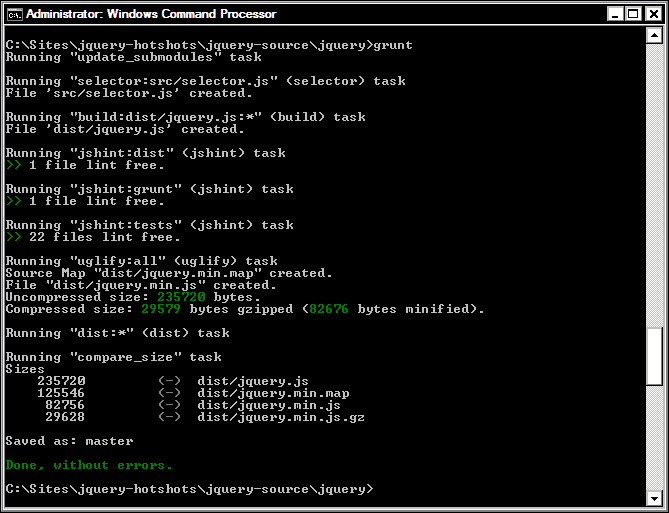 Administrator: Windows Command Processor
C:\Sites\jquery-hotshots\jquery-source\jquery>grunt
Running "update_submodules" task
Running "selector:src/selector.js" (selector) task
File 'src/selector.js' created.
Running "build:dist/jquery.js:*" (build) task
File 'dist/jquery.js' created.
Running "jshint:dist" (jshint) task
>> 1 file lint free.
Running "jshint:grunt" (jshint) task
>> 1 file lint free.
Running "jshint:tests" (jshint) task
>> 22 files lint free.
Running "uglify:all" (uglify) task
Source Map "dist/jquery.min.map" created.
File "dist/jquery.min.js" created.
Uncompressed size: 235720 bytes.
Compressed size: 29579 bytes gzipped (82676 bytes minified).
Running "dist:*" (dist) task
Running "compare_size" task
Sizes
235720 (-) dist/jquery.js
125546 (-) dist/jquery.min.map
82756 (-) dist/jquery.min.js
29628 (-) dist/jquery.min.js.gz
Saved as: master
Done, without errors.
C:\Sites\jquery-hotshots\jquery-source\jquery>